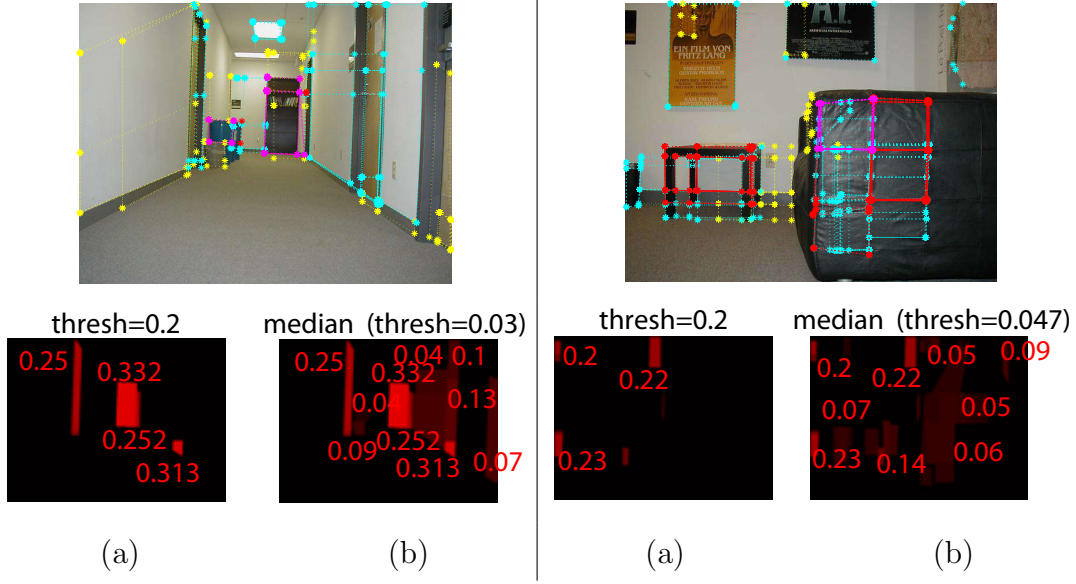 EIN FILM VON
FRITZ LANG
A.I.
thresh=0.2
median (thresh=0.03)
0.25
0.332
0.252
0.313
0.04
0.1
0.332
0.04
0.13
0.09
0.252
0.313
0.07
(a)
(b)
thresh=0.2
median (thresh=0.047)
0.2
0.22
0.23
0.05
0.09
0.2
0.22
0.07
0.05
0.23
0.14
0.06
(a)
(b)